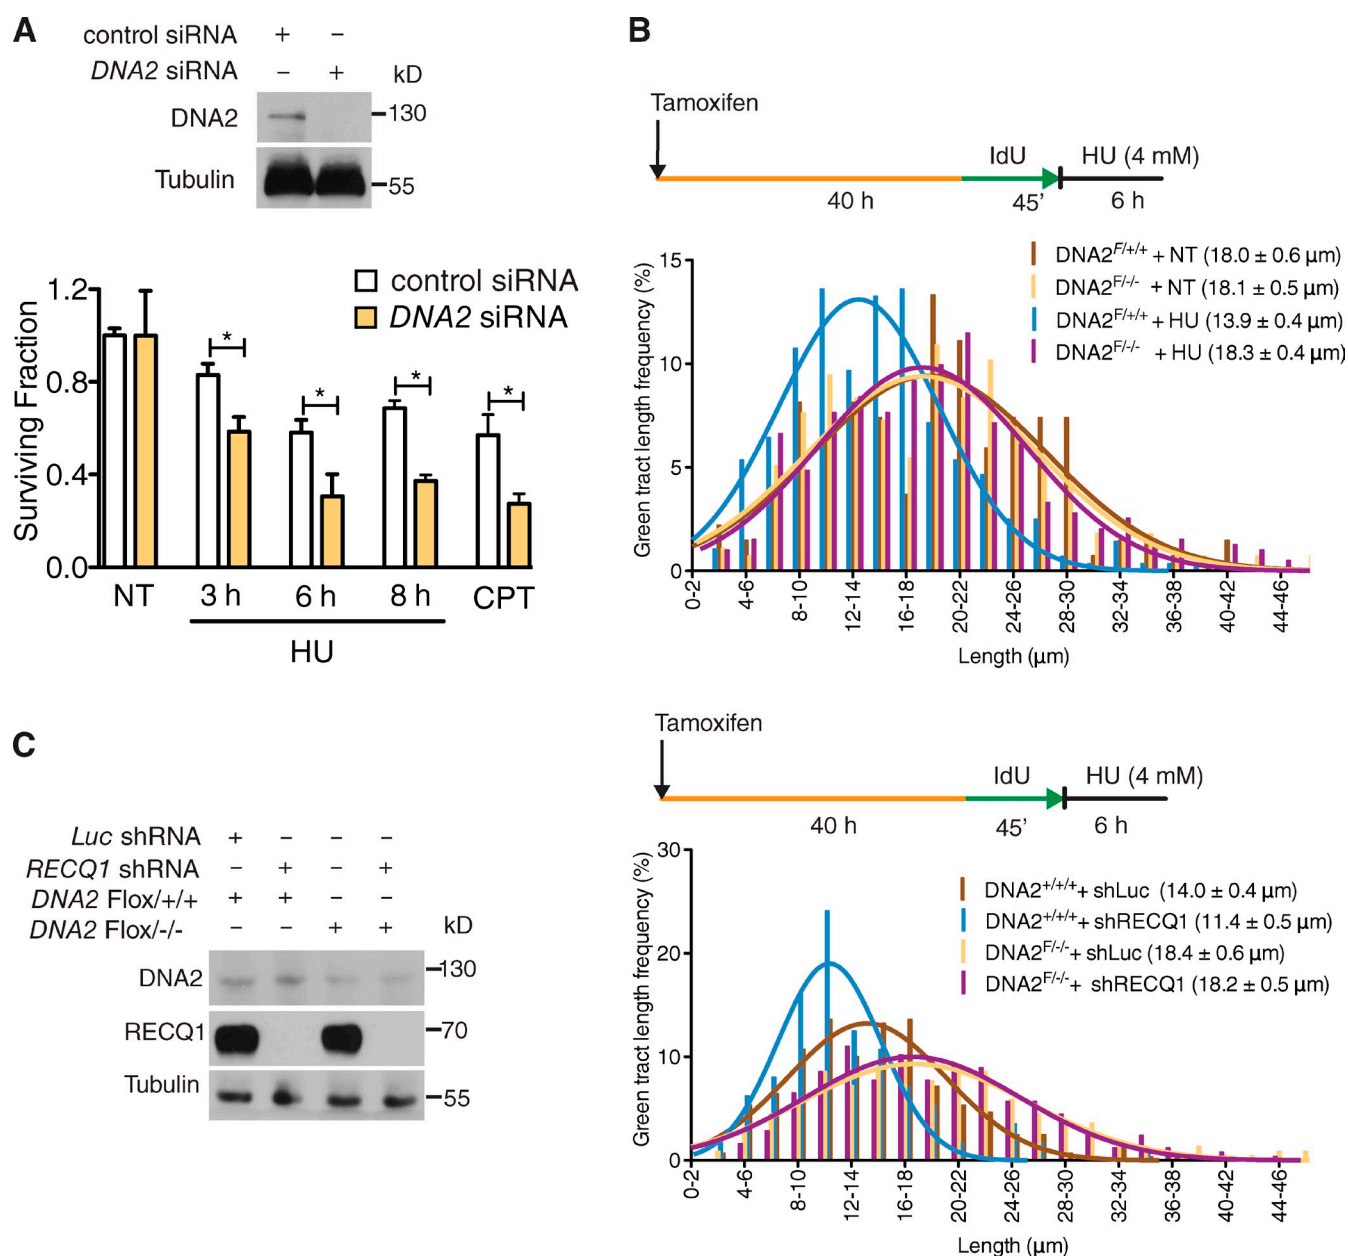 A
control siRNA + −
DNA2 siRNA − + kD
DNA2 130
Tubulin 55
control siRNA
DNA2 siRNA
Surviving Fraction
1.2
0.8
0.4
0.0
* * * *
NT 3 h 6 h 8 h CPT
HU
B
Tamoxifen
IdU HU (4 mM)
40 h 45’ 6 h
DNA2F/+/+ + NT (18.0 ± 0.6 µm)
DNA2F/-/- + NT (18.1 ± 0.5 µm)
DNA2F/+/+ + HU (13.9 ± 0.4 µm)
DNA2F/-/- + HU (18.3 ± 0.4 µm)
Green tract length frequency (%)
15
10
5
0
0-2 4-6 8-10 12-14 16-18 20-22 24-26 28-30 32-34 36-38 40-42 44-46
Length (µm)
C
Luc shRNA + − − −
RECQ1 shRNA − + − +
DNA2 Flox/+/+ + + − −
DNA2 Flox/-/- − − + + kD
DNA2 130
RECQ1 70
Tubulin 55
Tamoxifen
IdU HU (4 mM)
40 h 45’ 6 h
DNA2+/+/+ + shLuc (14.0 ± 0.4 µm)
DNA2+/+/+ + shRECQ1 (11.4 ± 0.5 µm)
DNA2F/-/- + shLuc (18.4 ± 0.6 µm)
DNA2F/-/- + shRECQ1 (18.2 ± 0.5 µm)
Green tract length frequency (%)
30
20
10
0
0-2 4-6 8-10 12-14 16-18 20-22 24-26 28-30 32-34 36-38 40-42 44-46
Length (µm)